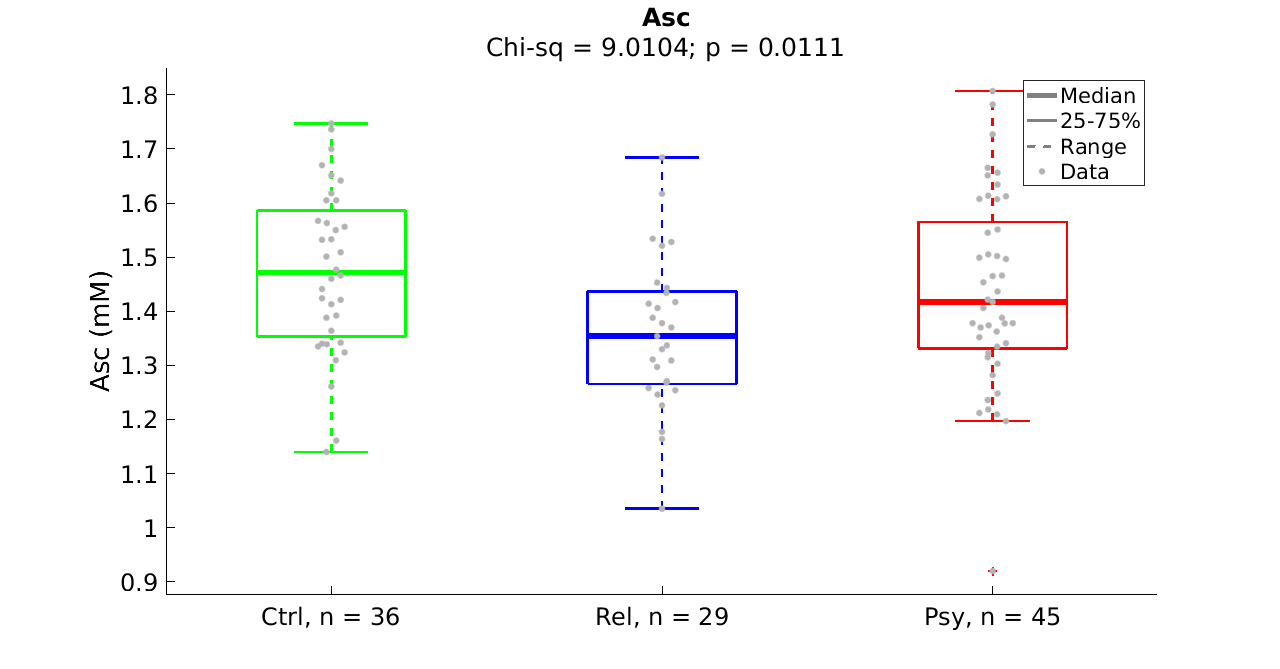 Asc
Chi-sq = 9.0104; p = 0.0111
Asc (mM)
1.8
1.7
1.6
1.5
1.4
1.3
1.2
1.1
1
0.9
Median
25-75%
Range
Data
Ctrl, n = 36
Rel, n = 29
Psy, n = 45